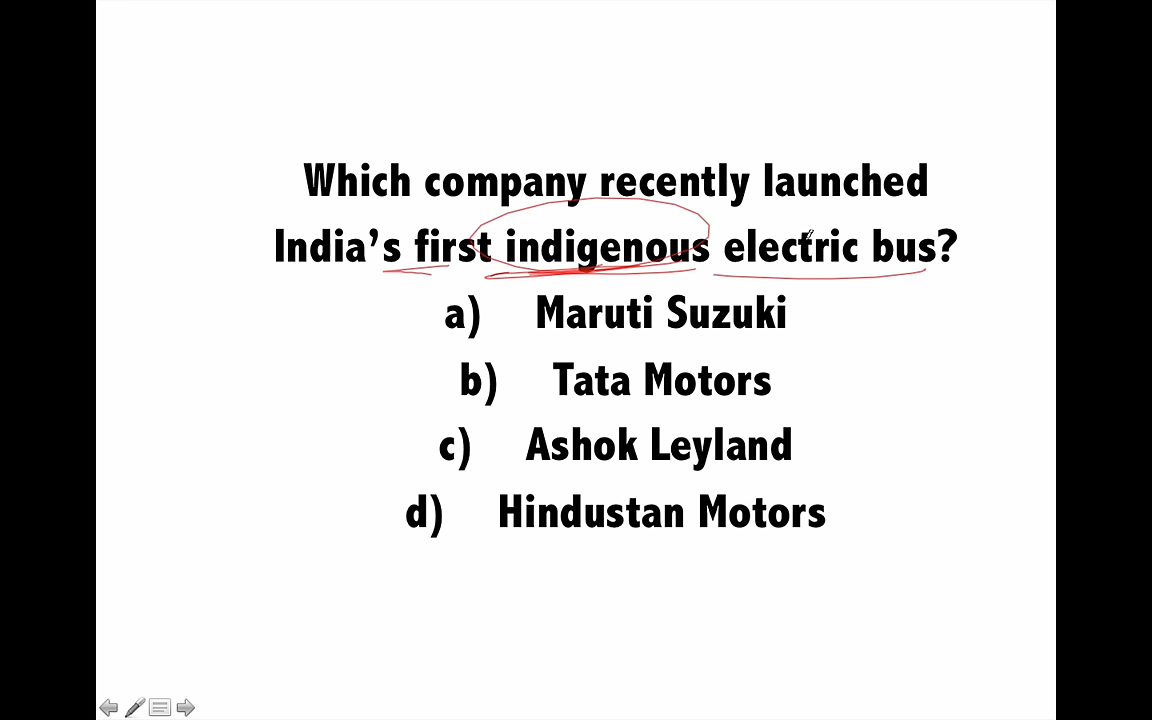 Which company recently launched
India’s first indigenous electric bus?
a) Maruti Suzuki
b) Tata Motors
c) Ashok Leyland
d) Hindustan Motors